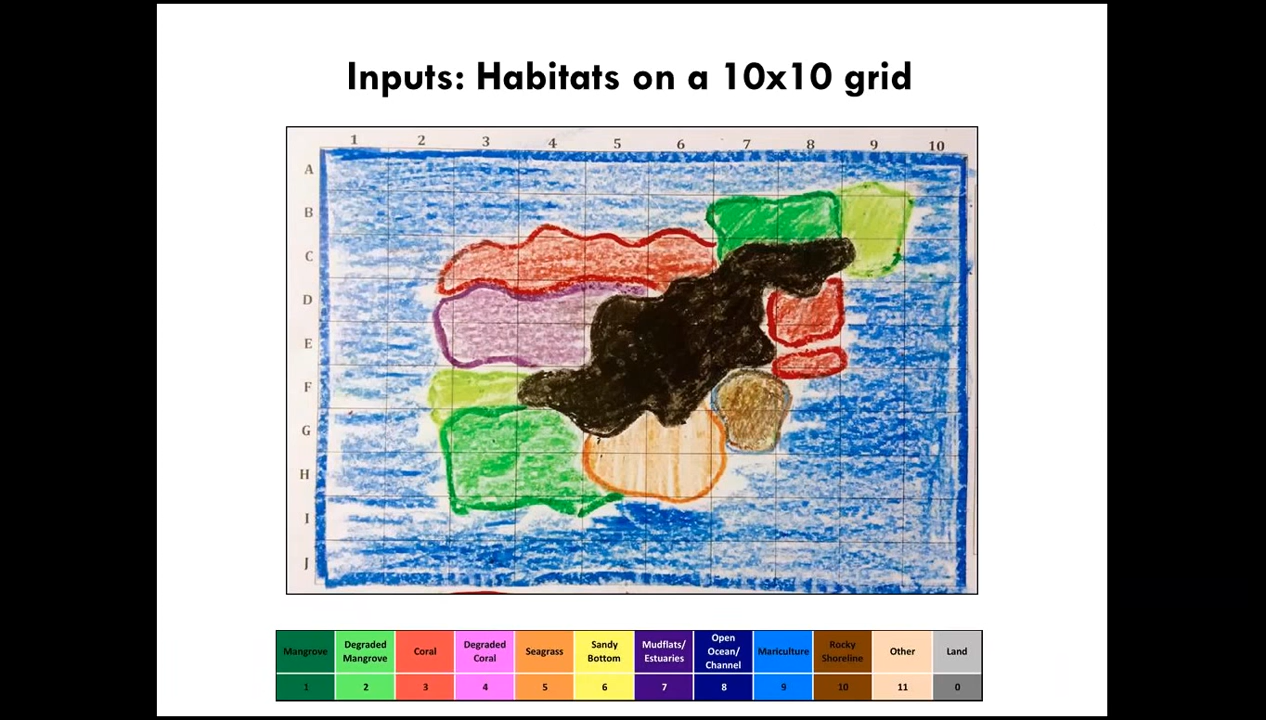 Inputs: Habitats on a 10x10 grid
1 2 3 4 5 6 7 8 9 10
A
B
C
D
E
F
G
H
I
J
Mangrove Degraded Mangrove Coral Degraded Coral Seagrass Sandy Bottom Mudflats/ Estuaries Open Ocean/ Channel Mariculture Rocky Shoreline Other Land
1 2 3 4 5 6 7 8 9 10 11 0